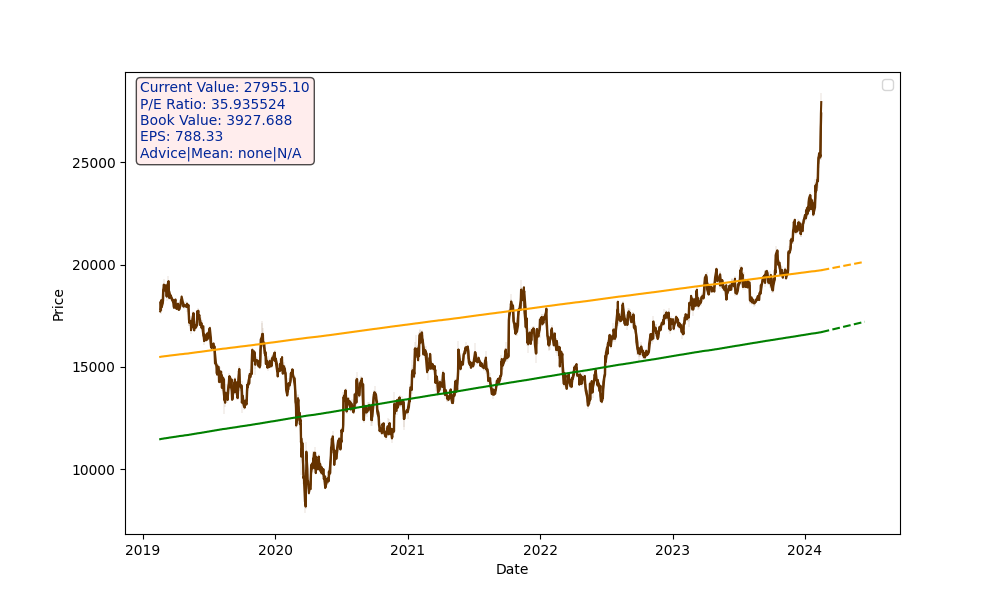 Current Value: 27955.10
P/E Ratio: 35.935524
Book Value: 3927.688
EPS: 788.33
Advice|Mean: none|N/A
25000
20000
15000
10000
Price
2019 2020 2021 2022 2023 2024
Date